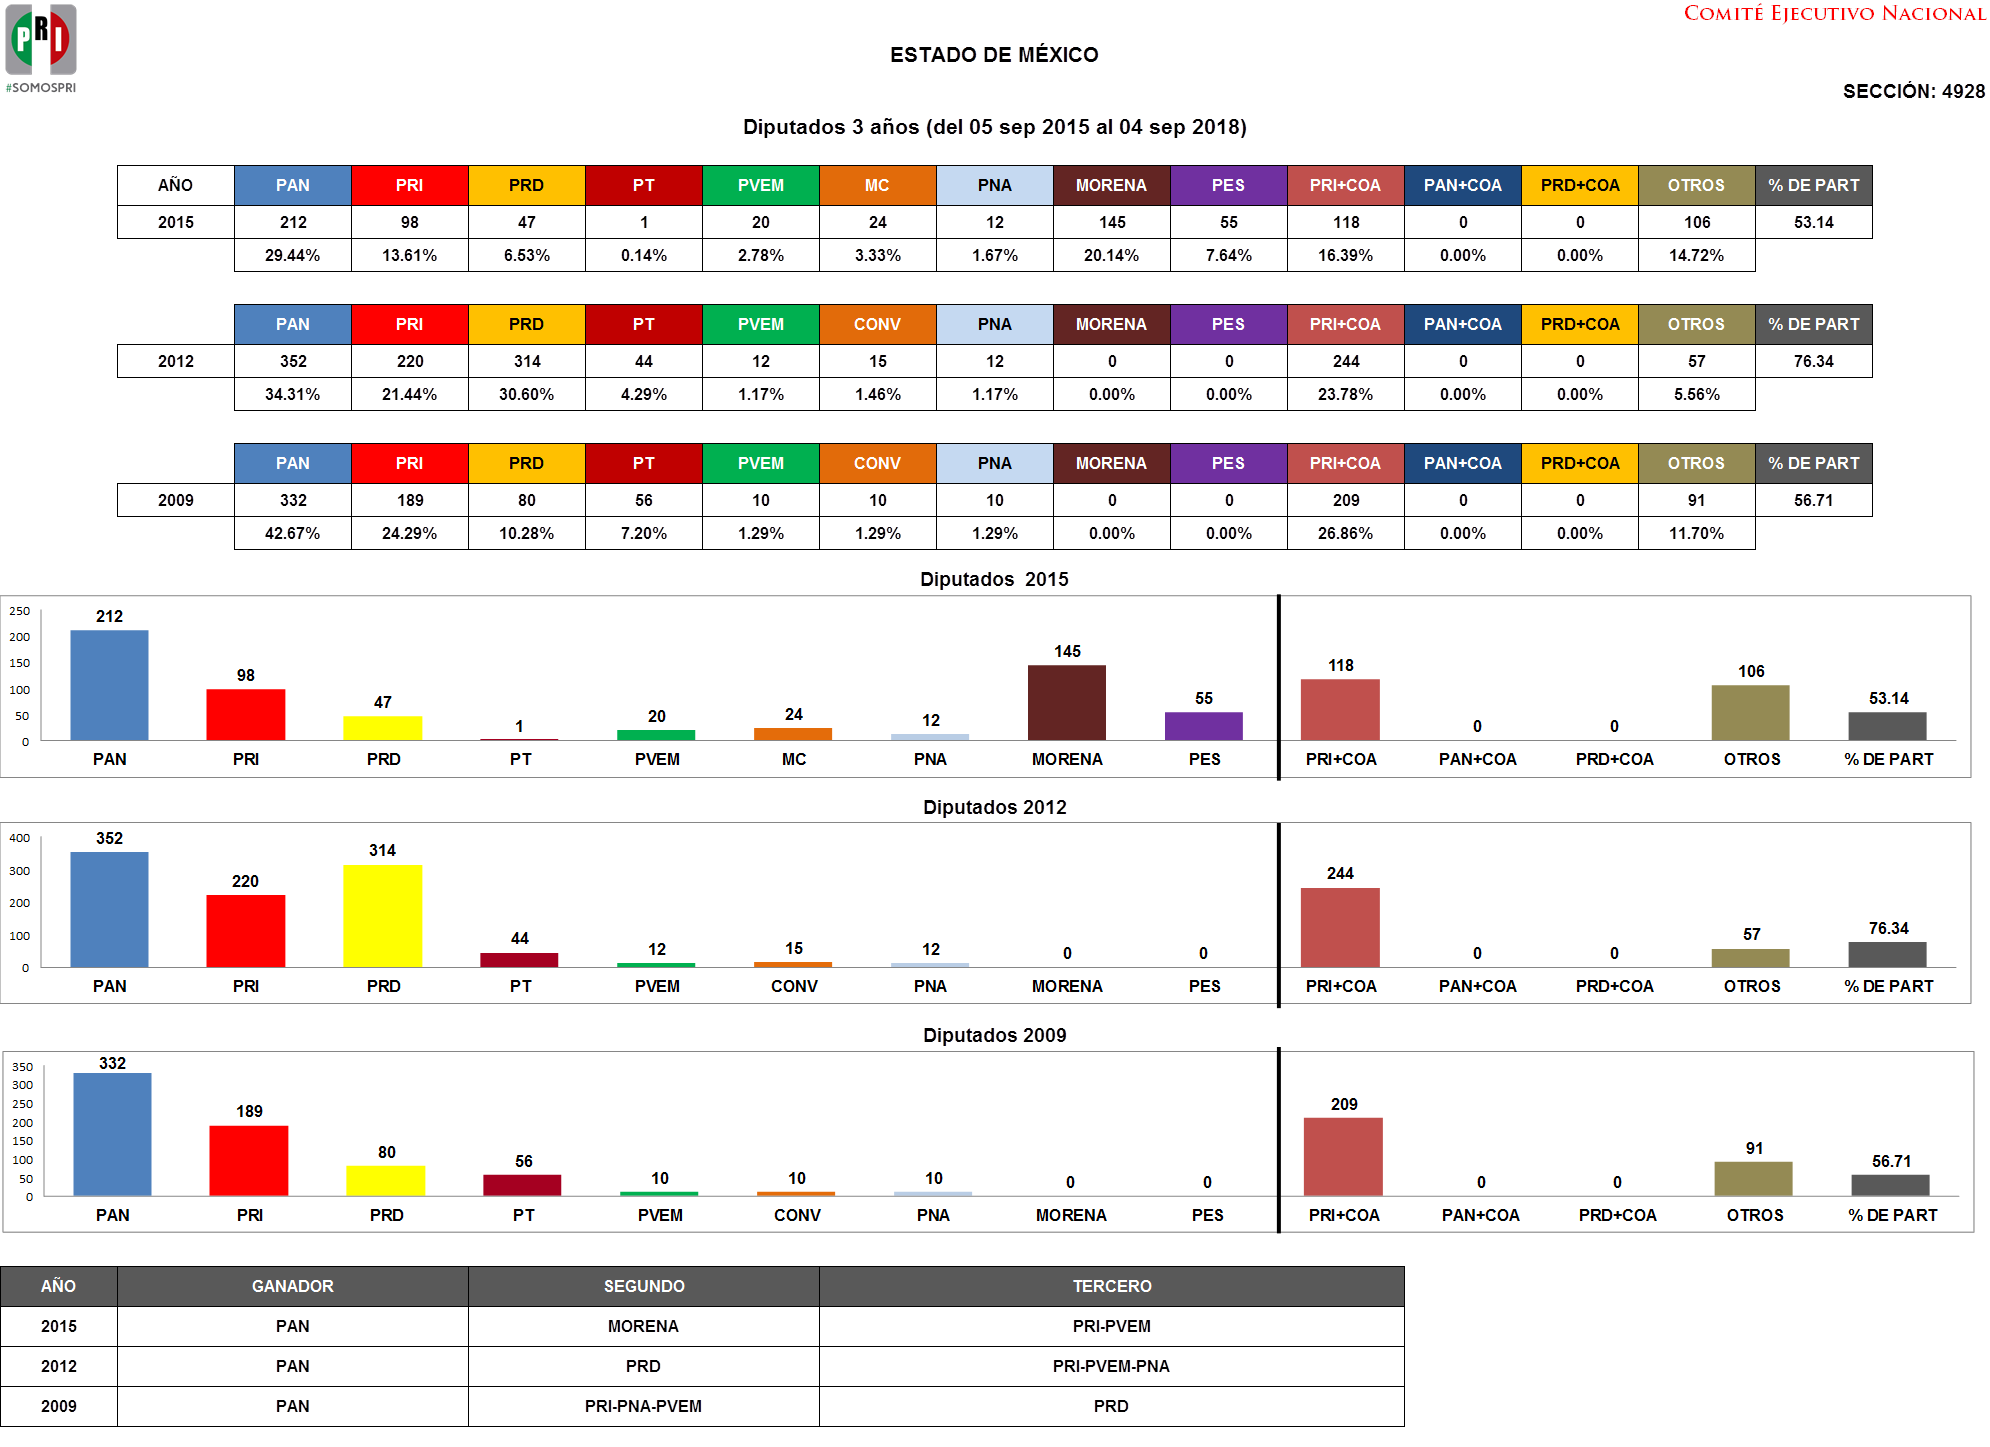 PRI
#SOMOSPRI
COMITÉ EJECUTIVO NACIONAL
ESTADO DE MÉXICO
SECCIÓN: 4928
Diputados 3 años (del 05 sep 2015 al 04 sep 2018)
AÑO PAN PRI PRD PT PVEM MC PNA MORENA PES PRI+COA PAN+COA PRD+COA OTROS % DE PART
2015 212 98 47 1 20 24 12 145 55 118 0 0 106 53.14
29.44% 13.61% 6.53% 0.14% 2.78% 3.33% 1.67% 20.14% 7.64% 16.39% 0.00% 0.00% 14.72%
PAN PRI PRD PT PVEM CONV PNA MORENA PES PRI+COA PAN+COA PRD+COA OTROS % DE PART
2012 352 220 314 44 12 15 12 0 0 244 0 0 57 76.34
34.31% 21.44% 30.60% 4.29% 1.17% 1.46% 1.17% 0.00% 0.00% 23.78% 0.00% 0.00% 5.56%
PAN PRI PRD PT PVEM CONV PNA MORENA PES PRI+COA PAN+COA PRD+COA OTROS % DE PART
2009 332 189 80 56 10 10 10 0 0 209 0 0 91 56.71
42.67% 24.29% 10.28% 7.20% 1.29% 1.29% 1.29% 0.00% 0.00% 26.86% 0.00% 0.00% 11.70%
Diputados 2015
250
200
150
100
50
0
212 98 47 1 20 24 12 145 55 118 0 0 106 53.14
PAN PRI PRD PT PVEM MC PNA MORENA PES PRI+COA PAN+COA PRD+COA OTROS % DE PART
Diputados 2012
400
300
200
100
0
352 220 314 44 12 15 12 0 0 244 0 0 57 76.34
PAN PRI PRD PT PVEM CONV PNA MORENA PES PRI+COA PAN+COA PRD+COA OTROS % DE PART
Diputados 2009
350
300
250
200
150
100
50
0
332 189 80 56 10 10 10 0 0 209 0 0 91 56.71
PAN PRI PRD PT PVEM CONV PNA MORENA PES PRI+COA PAN+COA PRD+COA OTROS % DE PART
AÑO GANADOR SEGUNDO TERCERO
2015 PAN MORENA PRI-PVEM
2012 PAN PRD PRI-PVEM-PNA
2009 PAN PRI-PNA-PVEM PRD